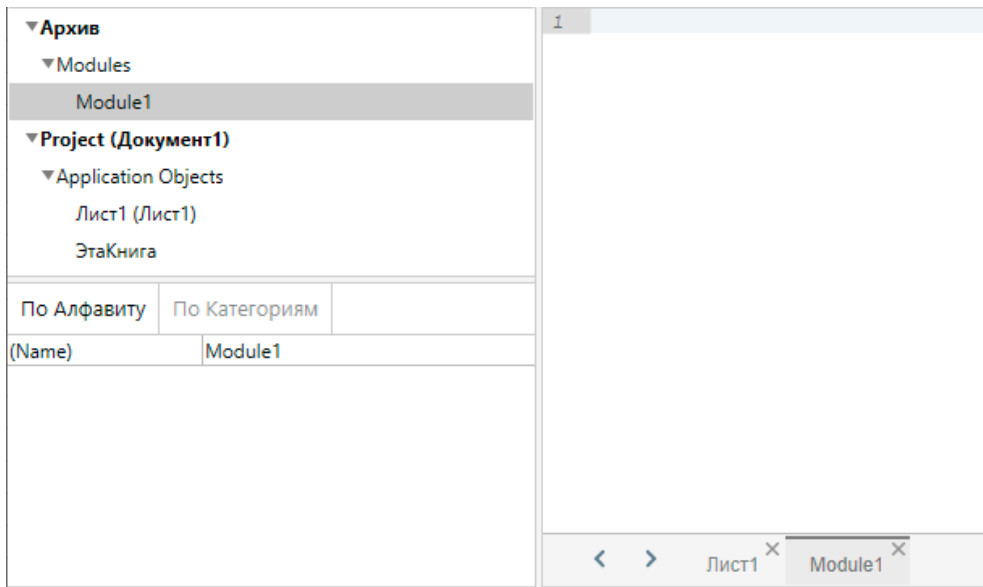 Архив
Modules
Module1
Project (Документ1)
Application Objects
Лист1 (Лист1)
ЭтаКнига
По Алфавиту По Категориям
(Name) Module1
1
Лист1 Module1